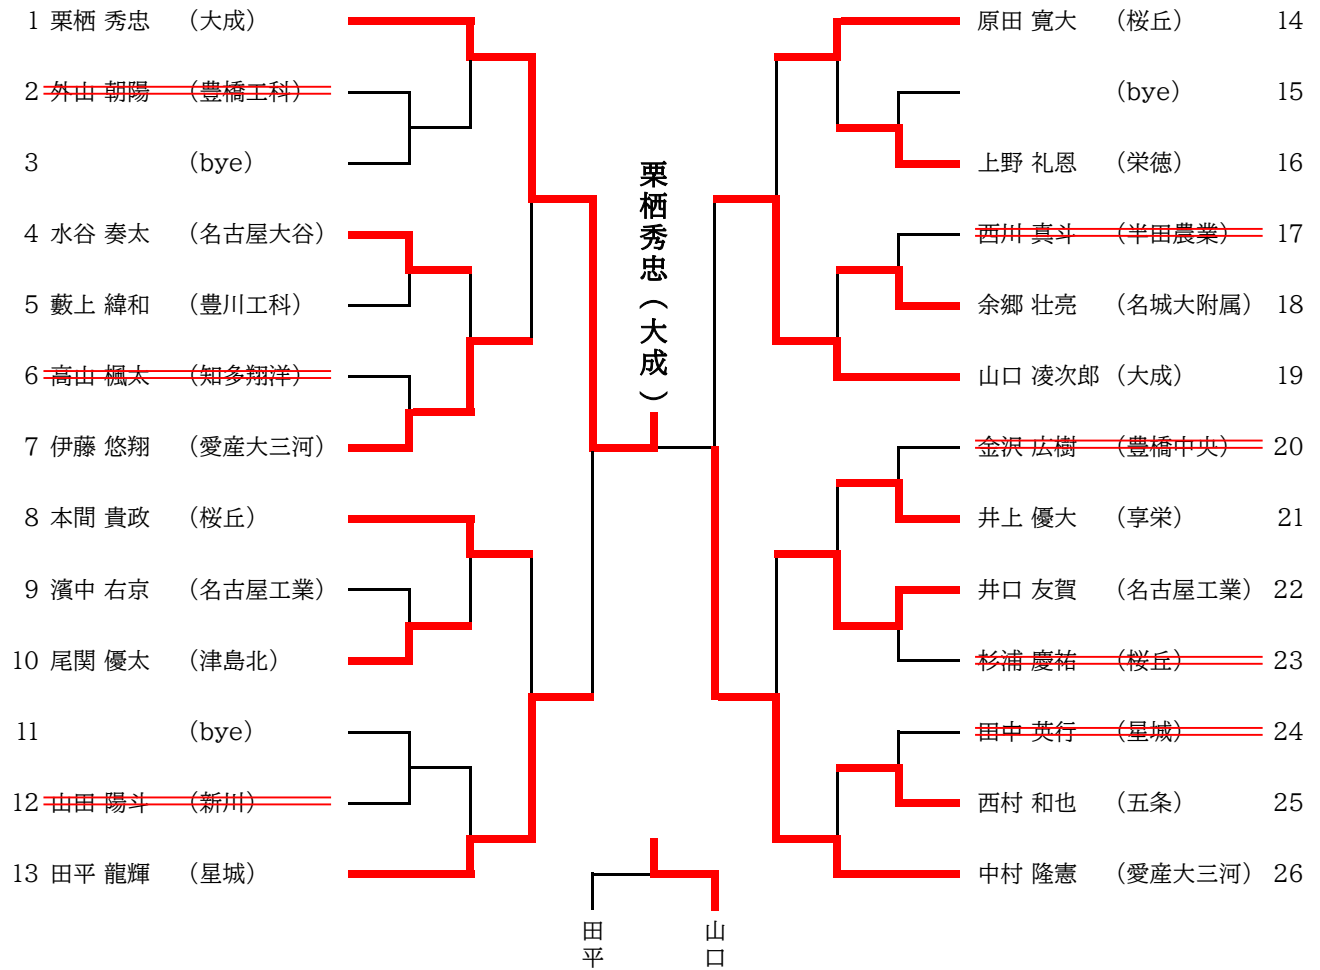 1 栗栖 秀忠 （大成）
2 外山 朝陽 （豊橋工科）
3 （bye）
4 水谷 奏太 （名古屋大谷）
5 藪上 緯和 （豊川工科）
6 高山 楓太 （知多翔洋）
7 伊藤 悠翔 （愛産大三河）
8 本間 貴政 （桜丘）
9 濱中 右京 （名古屋工業）
10 尾関 優太 （津島北）
11 （bye）
12 山田 陽斗 （新川）
13 田平 龍輝 （星城）
栗栖秀忠（大成）
田平
山口
原田 寛大 （桜丘） 14
（bye） 15
上野 礼恩 （栄徳） 16
西川 真斗 （半田農業） 17
余郷 壮亮 （名城大附属） 18
山口 凌次郎 （大成） 19
金沢 広樹 （豊橋中央） 20
井上 優大 （享栄） 21
井口 友賀 （名古屋工業） 22
杉浦 慶祐 （桜丘） 23
田中 英行 （星城） 24
西村 和也 （五条） 25
中村 隆憲 （愛産大三河） 26